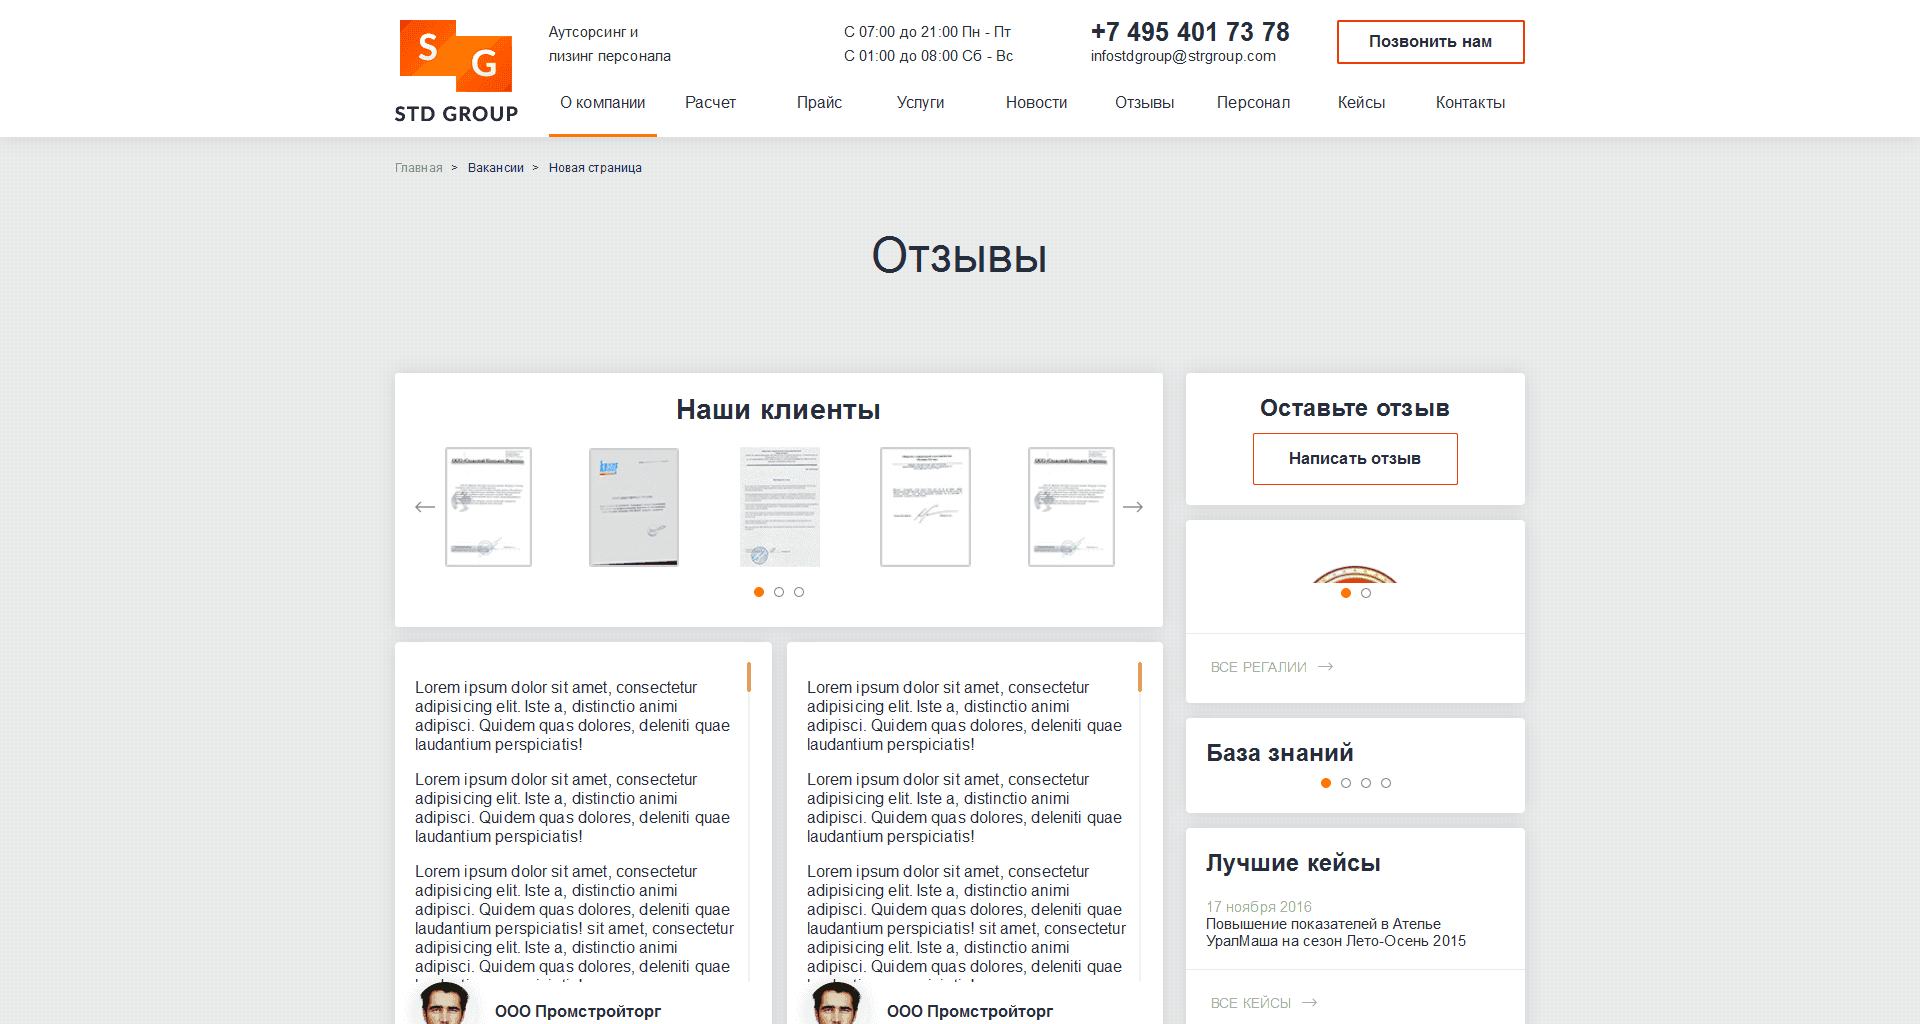 S G
STD GROUP
Аутсорсинг и
лизинг персонала
С 07:00 до 21:00 Пн - Пт
С 01:00 до 08:00 Сб - Вс
+7 495 401 73 78
infostdgroup@strgroup.com
Позвонить нам
О компании Расчет Прайс Услуги Новости Отзывы Персонал Кейсы Контакты
Главная > Вакансии > Новая страница
Отзывы
Наши клиенты
Lorem ipsum dolor sit amet, consectetur
adipisicing elit. Iste a, distinctio animi
adipisci. Quidem quas dolores, deleniti quae
laudantium perspiciatis!
Lorem ipsum dolor sit amet, consectetur
adipisicing elit. Iste a, distinctio animi
adipisci. Quidem quas dolores, deleniti quae
laudantium perspiciatis!
Lorem ipsum dolor sit amet, consectetur
adipisicing elit. Iste a, distinctio animi
adipisci. Quidem quas dolores, deleniti quae
laudantium perspiciatis! sit amet, consectetur
adipisicing elit. Iste a, distinctio animi
adipisci. Quidem quas dolores, deleniti quae
ООО Промстройторг
Lorem ipsum dolor sit amet, consectetur
adipisicing elit. Iste a, distinctio animi
adipisci. Quidem quas dolores, deleniti quae
laudantium perspiciatis!
Lorem ipsum dolor sit amet, consectetur
adipisicing elit. Iste a, distinctio animi
adipisci. Quidem quas dolores, deleniti quae
laudantium perspiciatis!
Lorem ipsum dolor sit amet, consectetur
adipisicing elit. Iste a, distinctio animi
adipisci. Quidem quas dolores, deleniti quae
laudantium perspiciatis! sit amet, consectetur
adipisicing elit. Iste a, distinctio animi
adipisci. Quidem quas dolores, deleniti quae
ООО Промстройторг
Оставьте отзыв
Написать отзыв
ВСЕ РЕГАЛИИ
База знаний
Лучшие кейсы
17 ноября 2016
Повышение показателей в Ателье
УралМаша на сезон Лето-Осень 2015
ВСЕ КЕЙСЫ